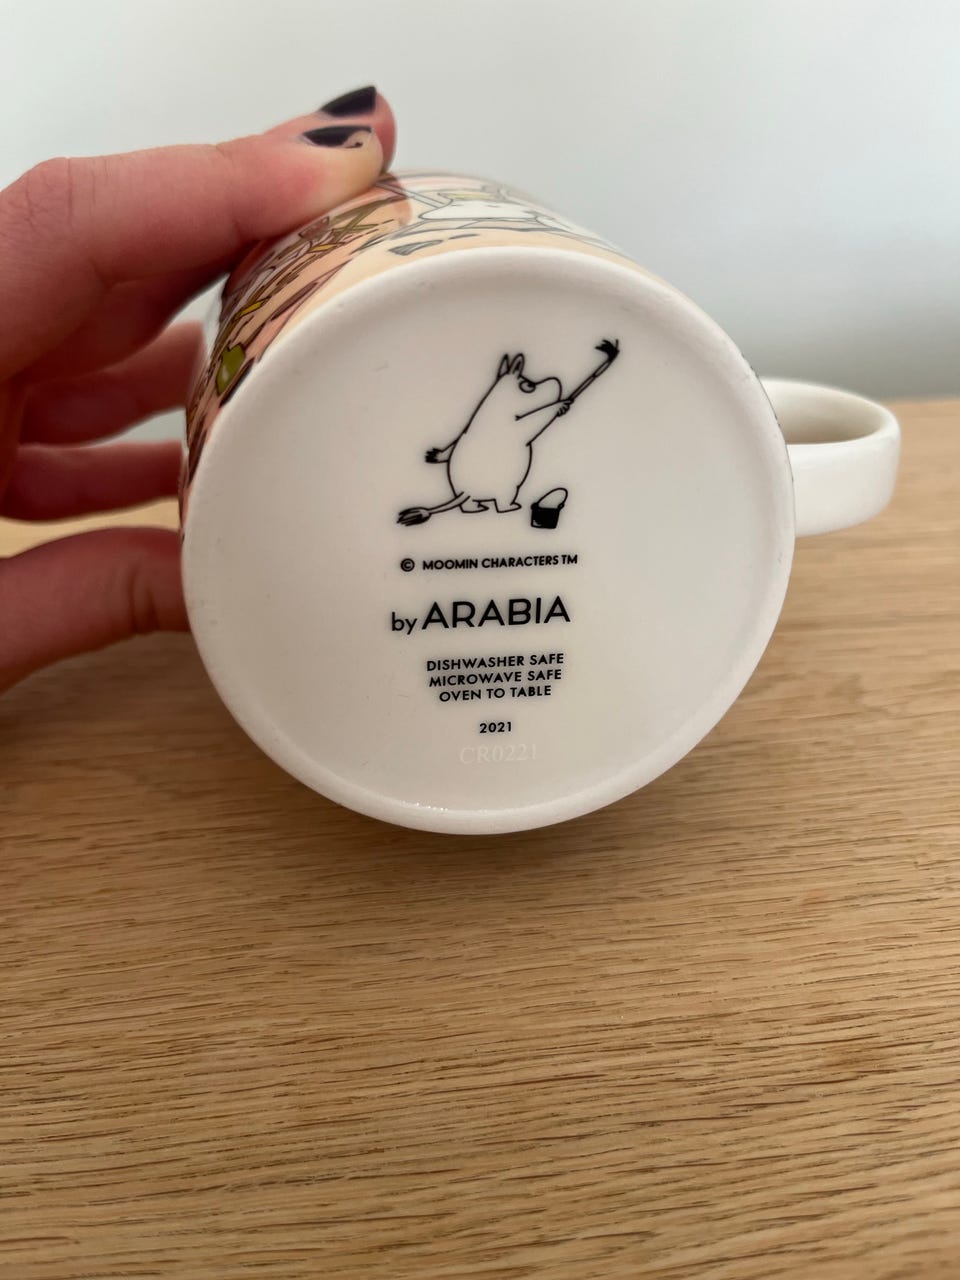 © MOOMIN CHARACTERS TM
by ARABIA
DISHWASHER SAFE
MICROWAVE SAFE
OVEN TO TABLE
2021
CR0221